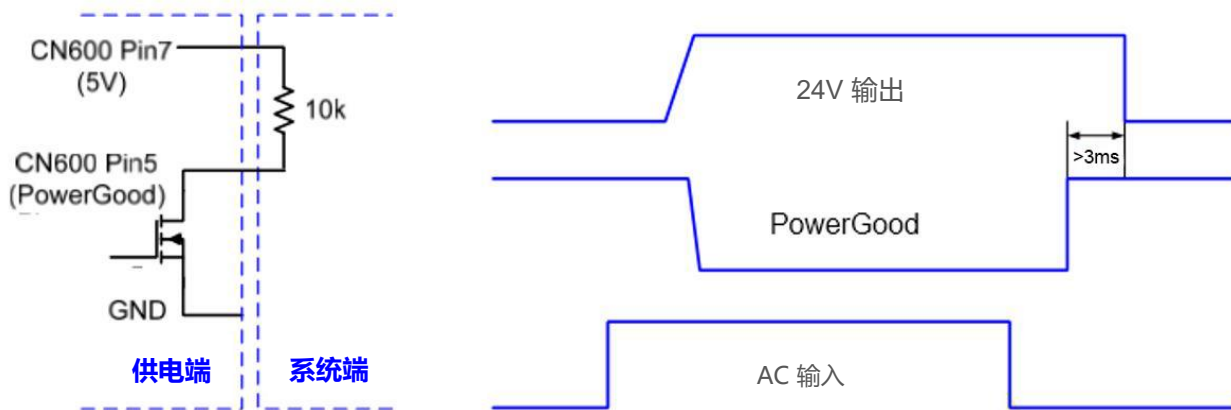 CN600 Pin7
(5V)
10k
CN600 Pin5
(PowerGood)
GND
供电端
系统端
24V 输出
>3ms
PowerGood
AC 输入